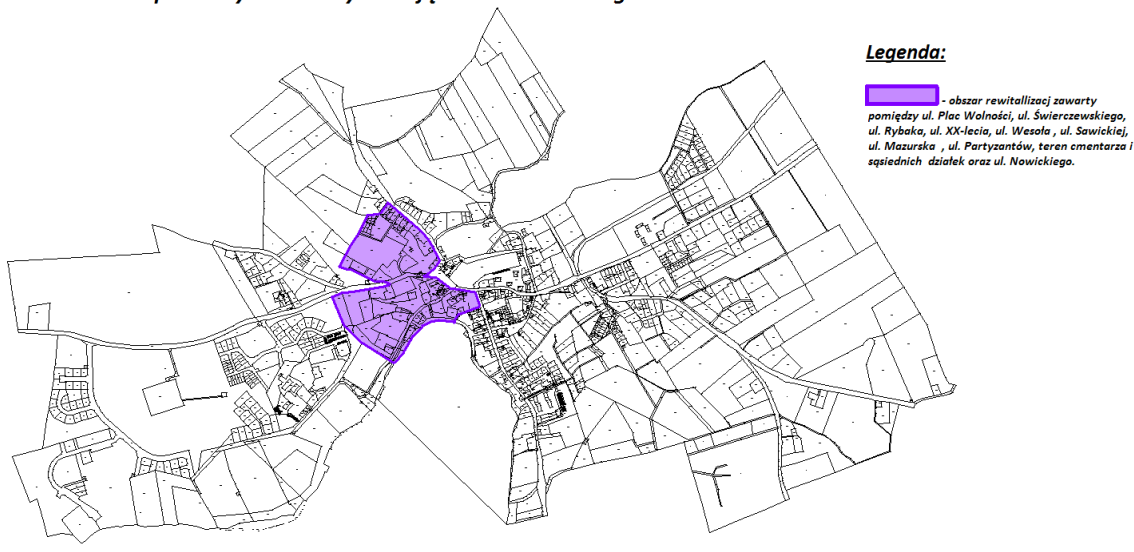 Legenda:
- obszar rewitallizacj zawarty
pomiędzy ul. Plac Wolności, ul. Świerczewskiego,
ul. Rybaka, ul. XX-lecia, ul. Wesoła , ul. Sawickiej,
ul. Mazurska , ul. Partyzantów, teren cmentarza i
sąsiednich działek oraz ul. Nowickiego.